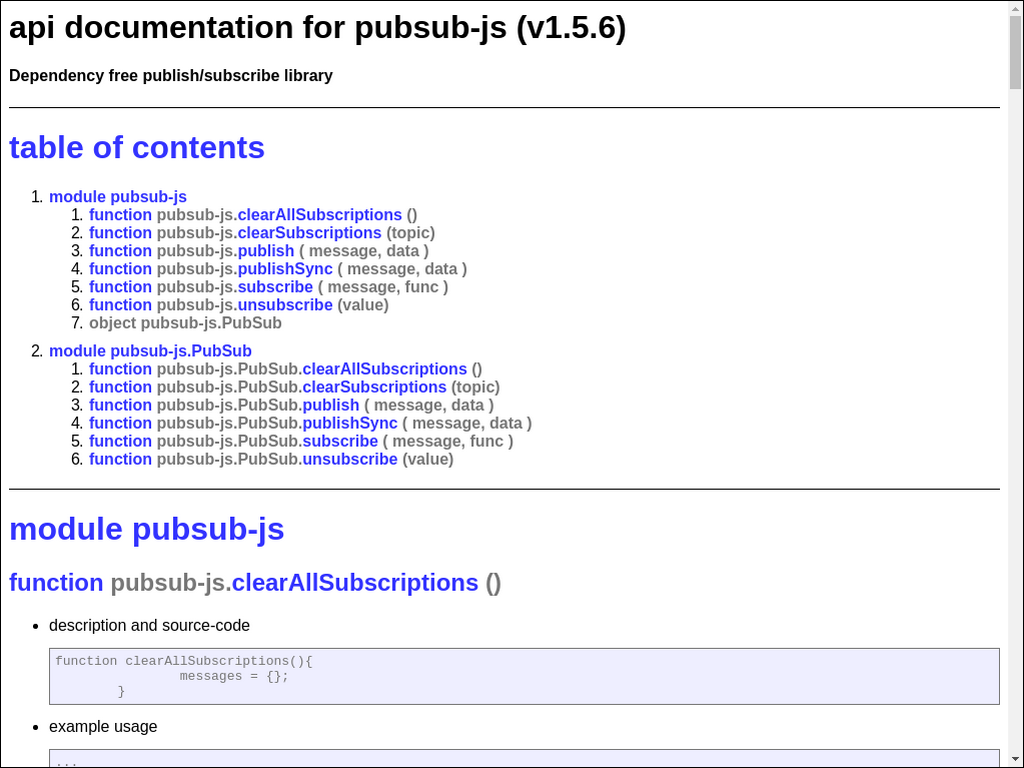 api documentation for pubsub-js (v1.5.6)
Dependency free publish/subscribe library
table of contents
1. module pubsub-js
1. function pubsub-js.clearAllSubscriptions ()
2. function pubsub-js.clearSubscriptions (topic)
3. function pubsub-js.publish ( message, data )
4. function pubsub-js.publishSync ( message, data )
5. function pubsub-js.subscribe ( message, func )
6. function pubsub-js.unsubscribe (value)
7. object pubsub-js.PubSub
2. module pubsub-js.PubSub
1. function pubsub-js.PubSub.clearAllSubscriptions ()
2. function pubsub-js.PubSub.clearSubscriptions (topic)
3. function pubsub-js.PubSub.publish ( message, data )
4. function pubsub-js.PubSub.publishSync ( message, data )
5. function pubsub-js.PubSub.subscribe ( message, func )
6. function pubsub-js.PubSub.unsubscribe (value)
module pubsub-js
function pubsub-js.clearAllSubscriptions ()
• description and source-code
function clearAllSubscriptions(){
messages = {};
}
• example usage
...